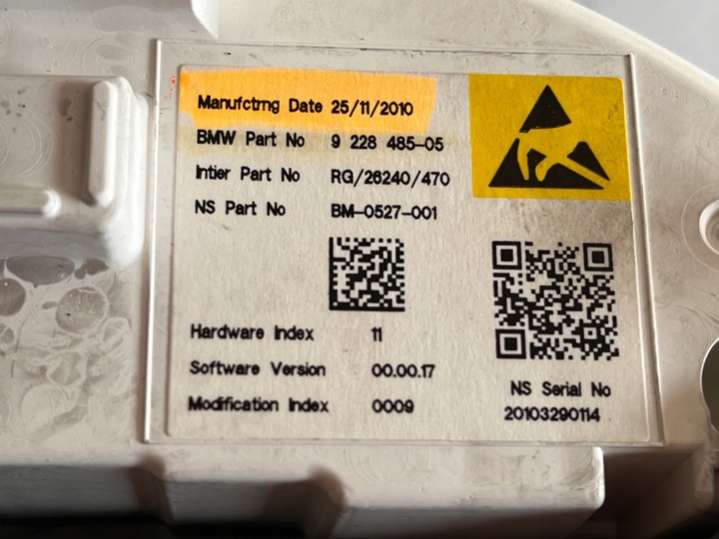 Manufctrng Date 25/11/2010
BMW Part No 9 228 485-05
Intier Part No RG/26240/470
NS Part No BM-0527-001
Hardware Index 11
Software Version 00.00.17
Modification Index 0009
NS Serial No
20103290114